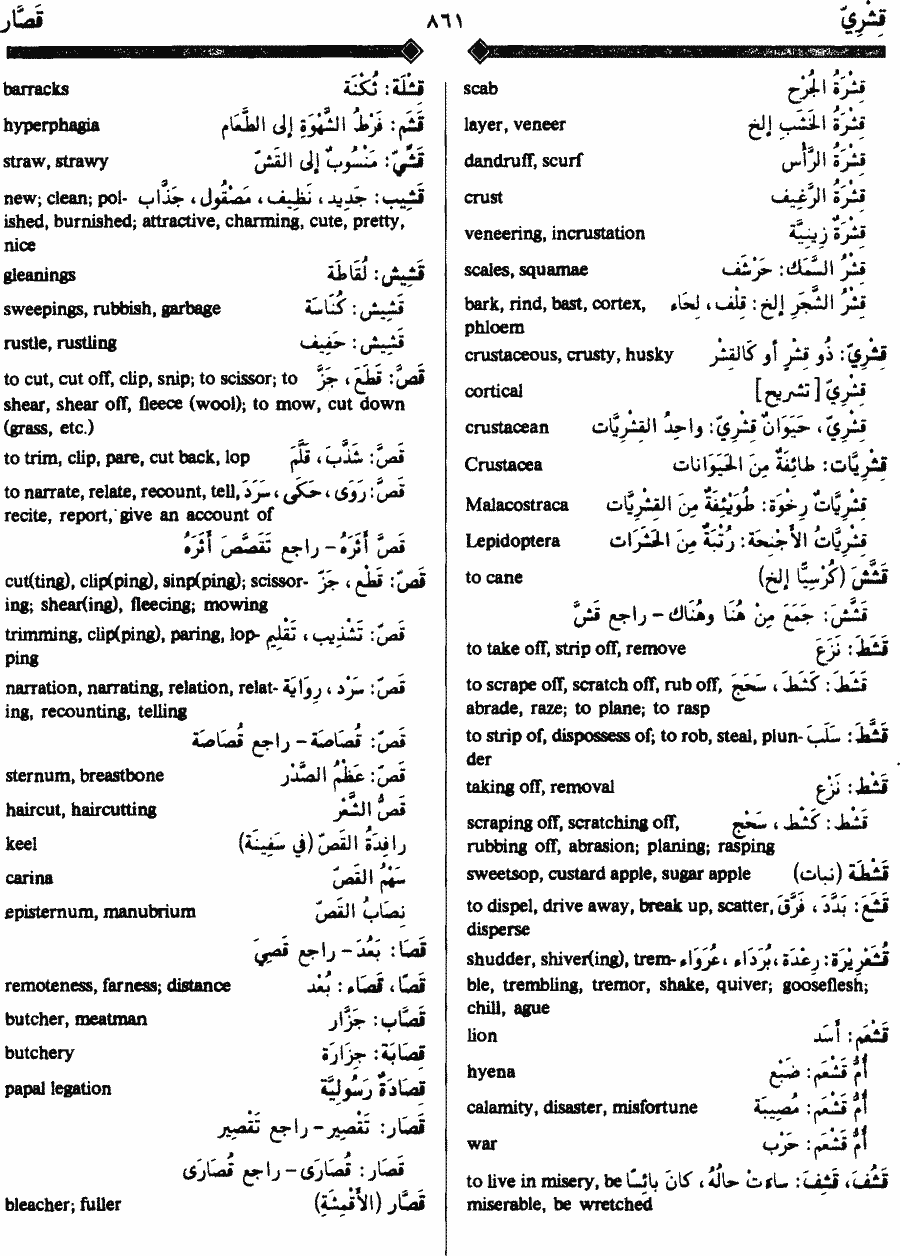 قِشْرِيّ
٨٦١
قَصَّار
scab قِشْرَةُ الجُرْح
layer, veneer قِشْرَةُ الخَشَب إلخ
dandruff, scurf قِشْرَةُ الرَّأْس
crust قِشْرَةُ الرَّغِيف
veneering, incrustation قِشْرَةٌ زِينِيَّة
scales, squamae قِشْرُ السَّمَك: حَرْشَف
bark, rind, bast, cortex, قِشْرُ الشَّجَر إلخ: قِلْف، لِحَاء
phloem
crustaceous, crusty, husky قِشْرِيّ: ذُو قِشْرٍ أو كَالقِشْر
cortical قِشْرِيّ [تشريح]
crustacean قِشْرِيّ، حَيَوَانٌ قِشْرِيّ: واحِدُ القِشْرِيَّات
Crustacea قِشْرِيَّات: طَائِفَةٌ مِنَ الحَيَوَانات
Malacostraca قِشْرِيَّاتٌ رِخْوَة: طُوَيْئِفَةٌ مِنَ القِشْرِيَّات
Lepidoptera قِشْرِيَّاتُ الأَجْنِحَة: رُتْبَةٌ مِنَ الحَشَرات
to cane قَشَّشَ (كُرْسِيًّا إلخ)
قَشَّشَ: جَمَعَ مِنْ هُنَا وهُنَاك - راجع قَشَّ
to take off, strip off, remove قَشَطَ: نَزَعَ
to scrape off, scratch off, rub off, قَشَطَ: كَشَطَ، سَحَجَ
abrade, raze; to plane; to rasp
to strip of, dispossess of; to rob, steal, plun- قَشَّطَ: سَلَبَ
der
taking off, removal قَشْط: نَزْع
scraping off, scratching off, قَشْط: كَشْط، سَحْج
rubbing off, abrasion; planing; rasping
sweetsop, custard apple, sugar apple قَشْطَة (نبات)
to dispel, drive away, break up, scatter, قَشَعَ: بَدَّدَ، فَرَّقَ
disperse
shudder, shiver(ing), trem- قُشَعْرِيرَة: رِعْدَة، بُرَدَاء، عُرَوَاء
ble, trembling, tremor, shake, quiver; gooseflesh;
chill, ague
lion قَشْعَم: أَسَد
hyena أُمُّ قَشْعَم: ضَبُع
calamity, disaster, misfortune أُمُّ قَشْعَم: مُصِيبَة
war أُمُّ قَشْعَم: حَرْب
to live in misery, be قَشُفَ، قَشِفَ: ساءت حالُهُ، كانَ بائِسًا
miserable, be wretched
barracks قَشْلَة: ثُكْنَة
hyperphagia قَشَم: فَرْطُ الشَّهْوَةِ إلى الطَّعَام
straw, strawy قَشِّيّ: مَنْسُوبٌ إلى القَشّ
new; clean; pol- قَشِيب: جَدِيد، نَظِيف، مَصْقُول، جَذَّاب
ished, burnished; attractive, charming, cute, pretty,
nice
gleanings قَشِيش: لُقَاطَة
sweepings, rubbish, garbage قَشِيش: كُنَاسَة
rustle, rustling قَشِيش: حَفِيف
to cut, cut off, clip, snip; to scissor; to قَصَّ: قَطَعَ، جَزَّ
shear, shear off, fleece (wool); to mow, cut down
(grass, etc.)
to trim, clip, pare, cut back, lop قَصَّ: شَذَّبَ، قَلَّمَ
to narrate, relate, recount, tell, قَصَّ: رَوَى، حَكَى، سَرَدَ
recite, report, give an account of
قَصَّ أَثَرَهُ - راجع تَقَصَّصَ أَثَرَهُ
cut(ting), clip(ping), sinp(ping); scissor- قَصّ: قَطْع، جَزّ
ing; shear(ing), fleecing; mowing
trimming, clip(ping), paring, lop- قَصّ: تَشْذِيب، تَقْلِيم
ping
narration, narrating, relation, relat- قَصّ: سَرْد، رِوَايَة
ing, recounting, telling
قَصّ: قُصَاصَة - راجع قُصَاصَة
sternum, breastbone قَصّ: عَظْمُ الصَّدْر
haircut, haircutting قَصُّ الشَّعْر
keel رافِدَةُ القَصّ (في سَفِينَة)
carina سَهْمُ القَصّ
episternum, manubrium نِصَابُ القَصّ
قَصَا: بَعُدَ - راجع قَصِيَ
remoteness, farness; distance قَصًا، قَصَاء: بُعْد
butcher, meatman قَصَّاب: جَزَّار
butchery قِصَابَة: جِزَارَة
papal legation قَصَادَةٌ رَسُولِيَّة
قَصَار: تَقْصِير - راجع تَقْصِير
قَصَار: قُصَارَى - راجع قُصَارَى
bleacher; fuller قَصَّار (الأَقْمِشَة)